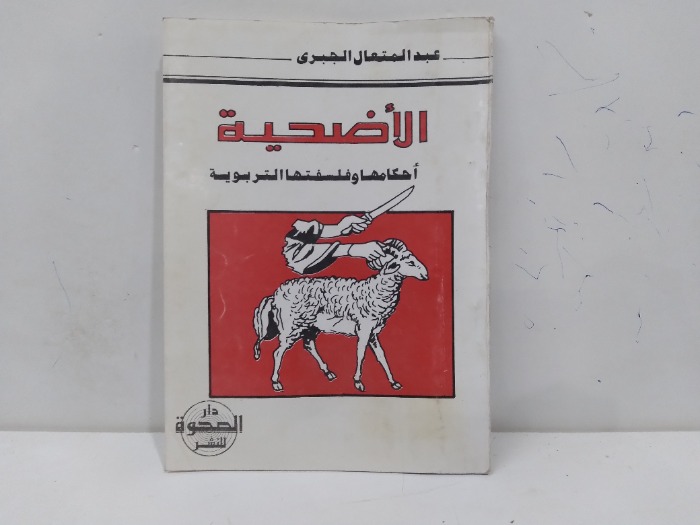 عبد المتعال الجبرى
الأضحية
أحكامها وفلسفتها التربوية
دار
الصحوة
للنشر